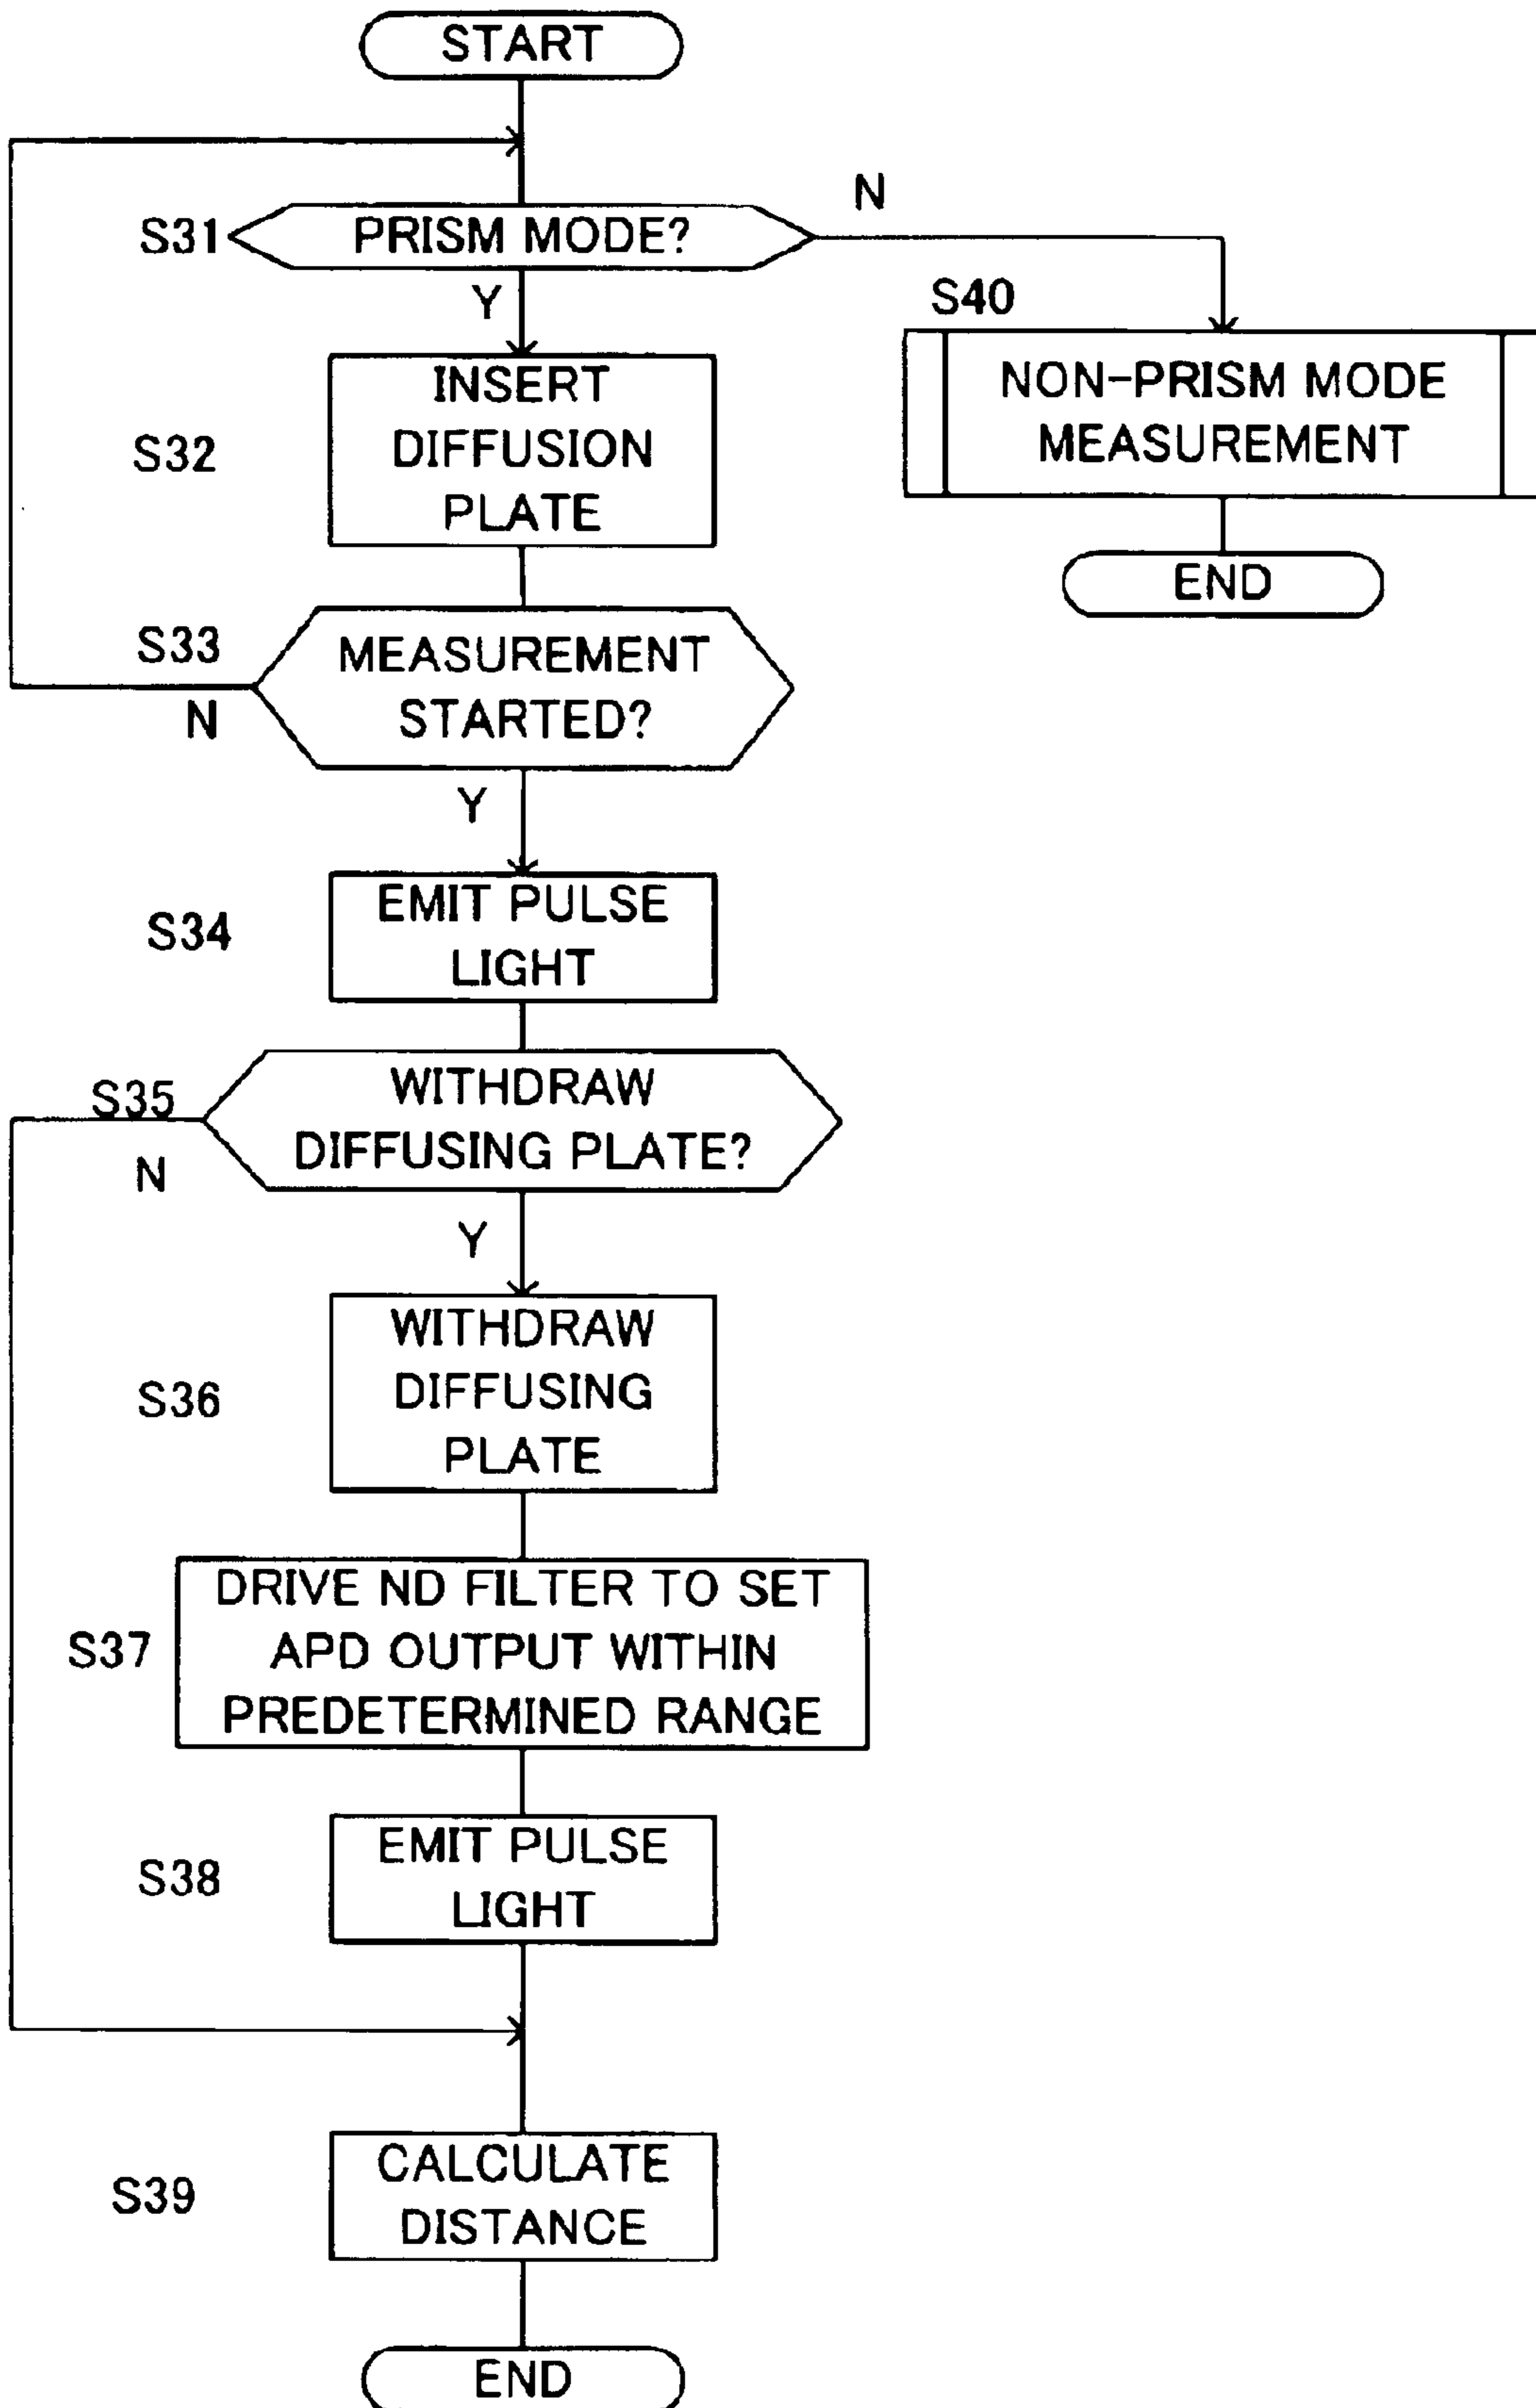 START
N
S31
PRISM MODE?
Y
S40
NON-PRISM MODE
MEASUREMENT
END
S32
INSERT
DIFFUSION
PLATE
S33
MEASUREMENT
STARTED?
N
Y
S34
EMIT PULSE
LIGHT
S35
WITHDRAW
DIFFUSING PLATE?
N
Y
S36
WITHDRAW
DIFFUSING
PLATE
S37
DRIVE ND FILTER TO SET
APD OUTPUT WITHIN
PREDETERMINED RANGE
S38
EMIT PULSE
LIGHT
S39
CALCULATE
DISTANCE
END